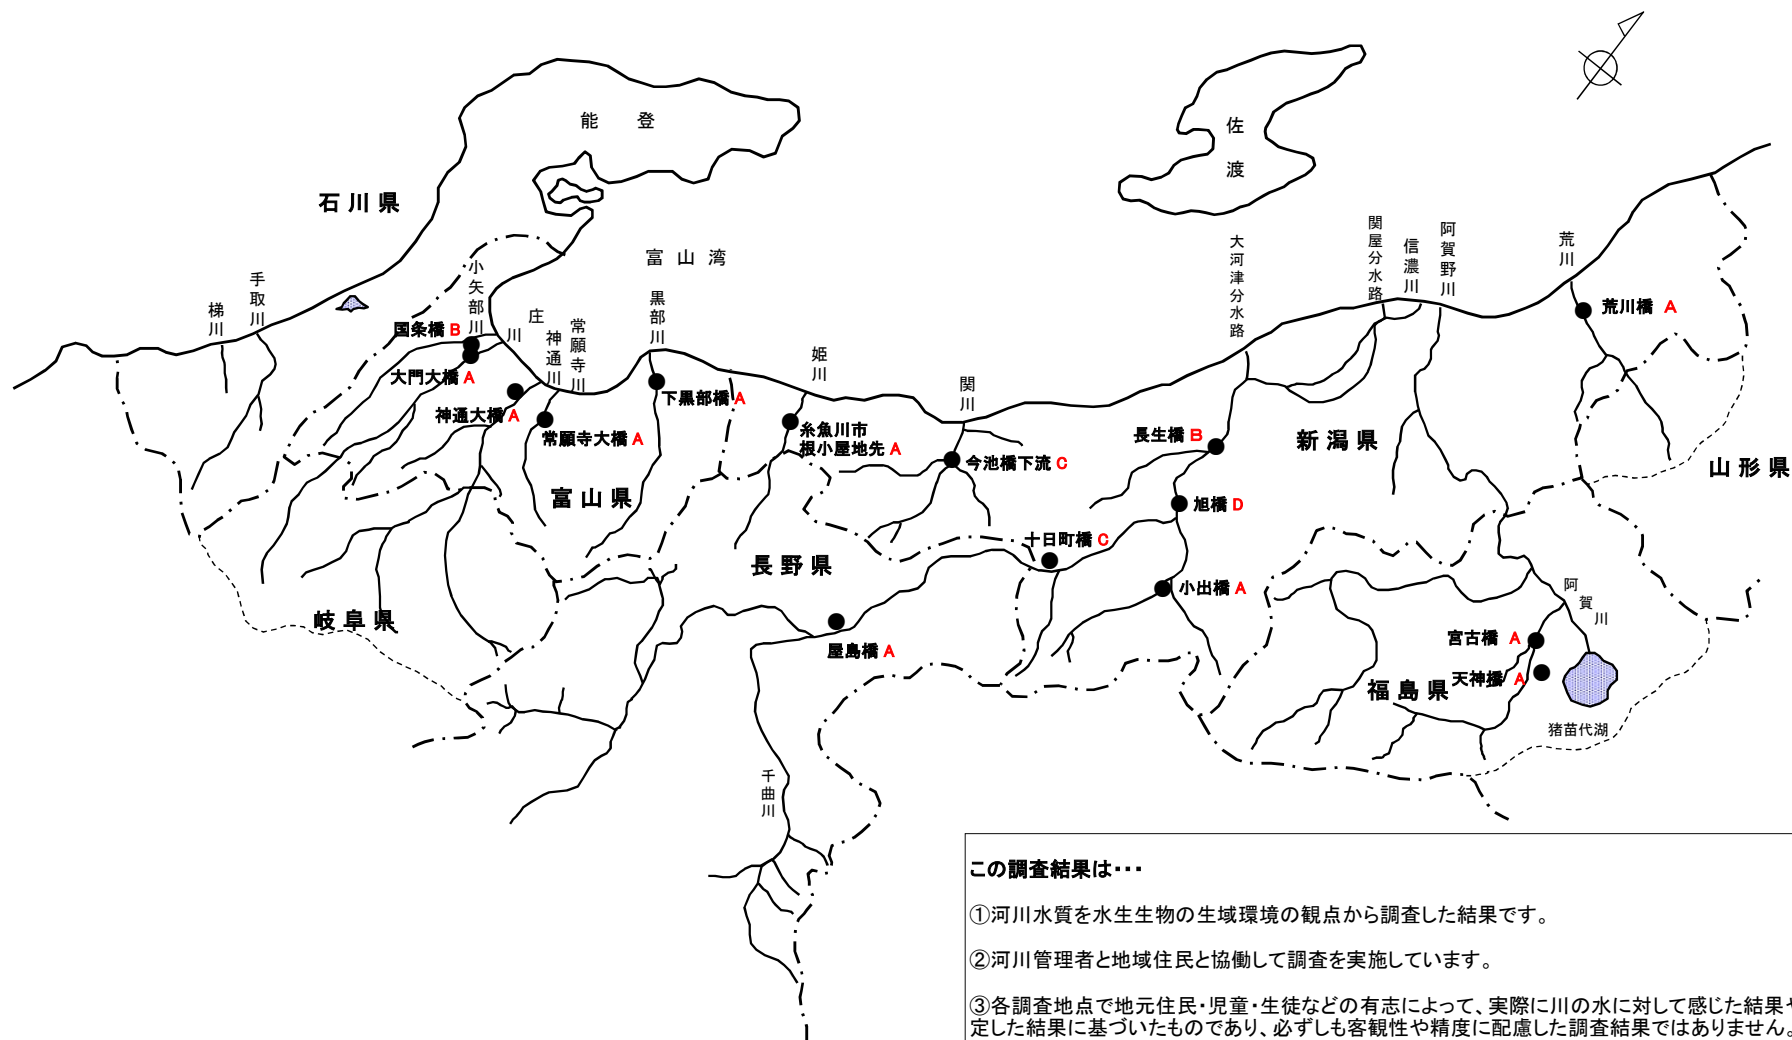 能登
佐渡
石川県
富山湾
梯川
手取川
小矢部川
庄川
神通川
常願寺川
黒部川
姫川
関川
大河津分水路
関屋分水路
信濃川
阿賀野川
荒川
国条橋 B
大門大橋 A
神通大橋 A
常願寺大橋 A
下黒部橋 A
糸魚川市
根小屋地先 A
今池橋下流 C
長生橋 B
旭橋 D
十日町橋 C
小出橋 A
屋島橋 A
荒川橋 A
宮古橋 A
天神橋 A
新潟県
山形県
富山県
長野県
岐阜県
福島県
阿賀川
猪苗代湖
千曲川
この調査結果は・・・
①河川水質を水生生物の生域環境の観点から調査した結果です。
②河川管理者と地域住民と協働して調査を実施しています。
③各調査地点で地元住民・児童・生徒などの有志によって、実際に川の水に対して感じた結果や
定した結果に基づいたものであり、必ずしも客観性や精度に配慮した調査結果ではありません。